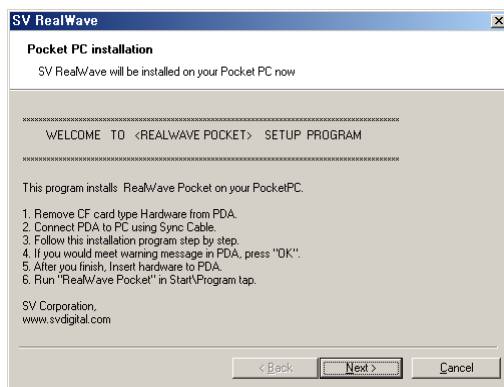 SV RealWave
Pocket PC installation
SV RealWave will be installed on your Pocket PC now
WELCOME TO <REALWAVE POCKET> SETUP PROGRAM
This program installs RealWave Pocket on your PocketPC.
1. Remove CF card type Hardware from PDA.
2. Connect PDA to PC using Sync Cable.
3. Follow this installation program step by step.
4. If you would meet warning message in PDA, press "OK".
5. After you finish, Insert hardware to PDA.
6. Run "RealWave Pocket" in Start\Program tap.
SV Corporation,
www.svdigital.com
< Back Next > Cancel